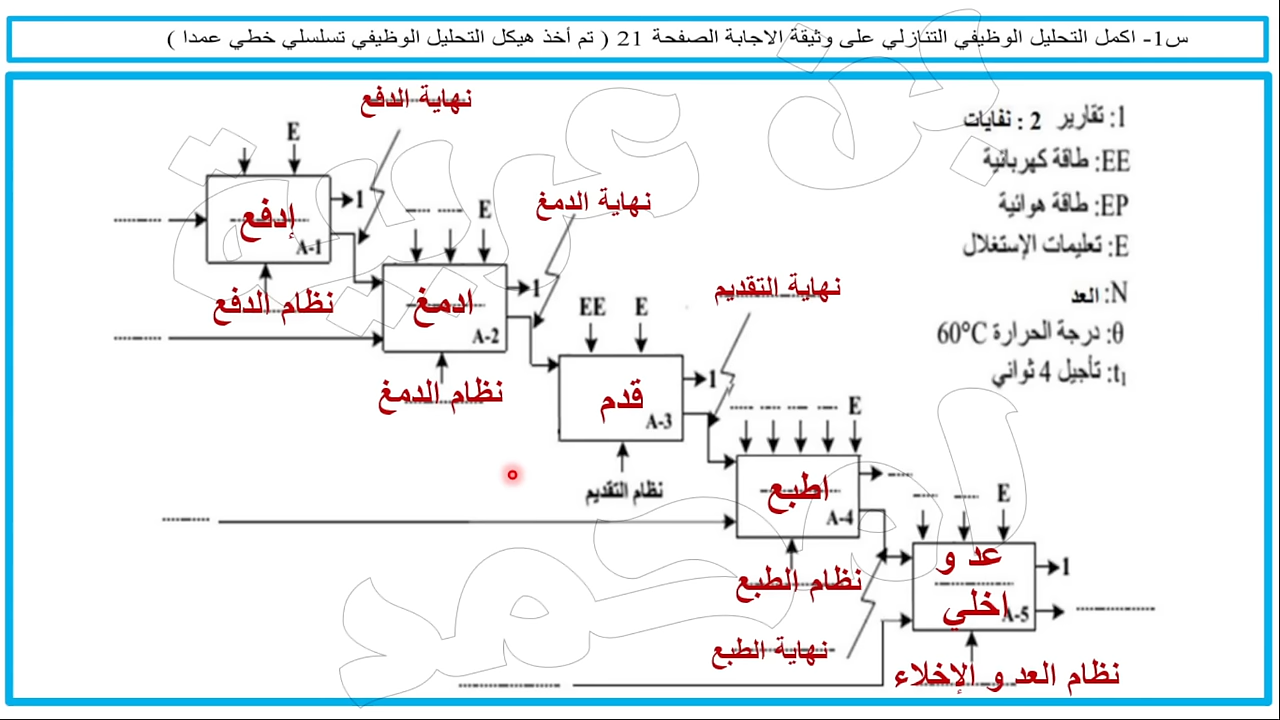 س1- اكمل التحليل الوظيفي التنازلي على وثيقة الاجابة الصفحة 21 ( تم أخذ هيكل التحليل الوظيفي تسلسلي خطي عمدا )
1: تقارير 2 : نفايات
EE: طاقة كهربائية
EP: طاقة هوائية
E: تعليمات الإستغلال
N: العد
θ: درجة الحرارة 60°C
t1: تأجيل 4 ثواني
نهاية الدفع
E
إدفع
A-1
1
نظام الدفع
نهاية الدمغ
E
ادمغ
A-2
1
نظام الدمغ
نهاية التقديم
EE E
قدم
A-3
1
نظام التقديم
E
اطبع
A-4
نظام الطبع
نهاية الطبع
E
عد و
اخلي
A-5
1
نظام العد و الإخلاء
بن عيسة
لمحمد